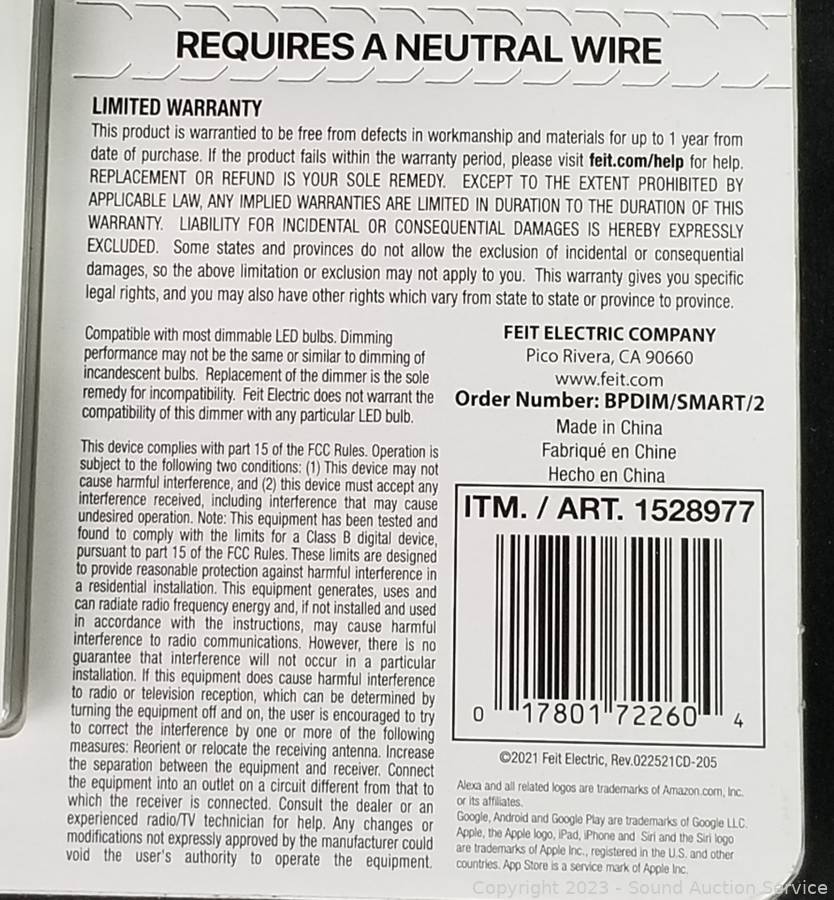 REQUIRES A NEUTRAL WIRE
LIMITED WARRANTY
This product is warrantied to be free from defects in workmanship and materials for up to 1 year from
date of purchase. If the product fails within the warranty period, please visit feit.com/help for help.
REPLACEMENT OR REFUND IS YOUR SOLE REMEDY. EXCEPT TO THE EXTENT PROHIBITED BY
APPLICABLE LAW, ANY IMPLIED WARRANTIES ARE LIMITED IN DURATION TO THE DURATION OF THIS
WARRANTY. LIABILITY FOR INCIDENTAL OR CONSEQUENTIAL DAMAGES IS HEREBY EXPRESSLY
EXCLUDED. Some states and provinces do not allow the exclusion of incidental or consequential
damages, so the above limitation or exclusion may not apply to you. This warranty gives you specific
legal rights, and you may also have other rights which vary from state to state or province to province.
Compatible with most dimmable LED bulbs. Dimming
performance may not be the same or similar to dimming of
incandescent bulbs. Replacement of the dimmer is the sole
remedy for incompatibility. Feit Electric does not warrant the
compatibility of this dimmer with any particular LED bulb.
This device complies with part 15 of the FCC Rules. Operation is
subject to the following two conditions: (1) This device may not
cause harmful interference, and (2) this device must accept any
interference received, including interference that may cause
undesired operation. Note: This equipment has been tested and
found to comply with the limits for a Class B digital device,
pursuant to part 15 of the FCC Rules. These limits are designed
to provide reasonable protection against harmful interference in
a residential installation. This equipment generates, uses and
can radiate radio frequency energy and, if not installed and used
in accordance with the instructions, may cause harmful
interference to radio communications. However, there is no
guarantee that interference will not occur in a particular
installation. If this equipment does cause harmful interference
to radio or television reception, which can be determined by
turning the equipment off and on, the user is encouraged to try
to correct the interference by one or more of the following
measures: Reorient or relocate the receiving antenna. Increase
the separation between the equipment and receiver. Connect
the equipment into an outlet on a circuit different from that to
which the receiver is connected. Consult the dealer or an
experienced radio/TV technician for help. Any changes or
modifications not expressly approved by the manufacturer could
void the user's authority to operate the equipment.
FEIT ELECTRIC COMPANY
Pico Rivera, CA 90660
www.feit.com
Order Number: BPDIM/SMART/2
Made in China
Fabriqué en Chine
Hecho en China
ITM. / ART. 1528977
0 17801 72260 4
©2021 Feit Electric, Rev.022521CD-205
Alexa and all related logos are trademarks of Amazon.com, Inc.
or its affiliates.
Google, Android and Google Play are trademarks of Google LLC.
Apple, the Apple logo, iPad, iPhone and Siri and the Siri logo
are trademarks of Apple Inc., registered in the U.S. and other
countries. App Store is a service mark of Apple Inc.
Copyright 2023 - Sound Auction Service